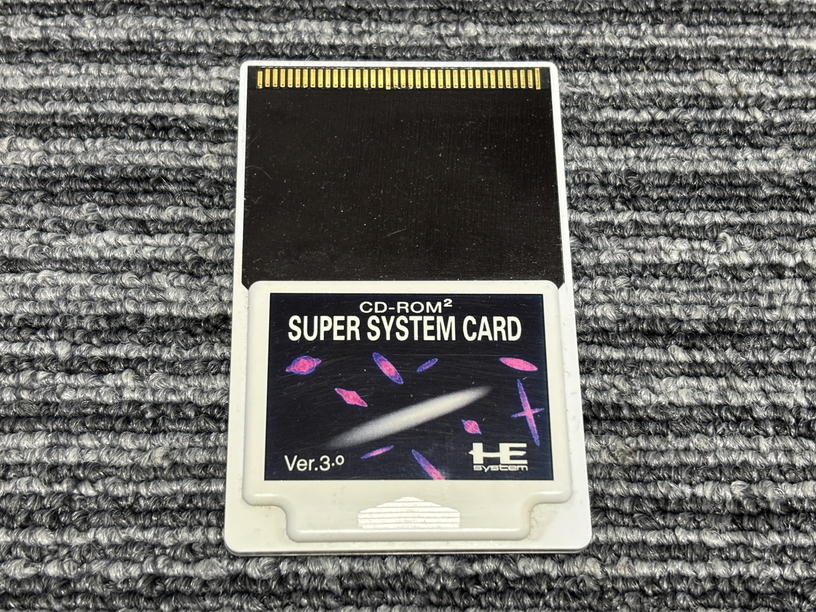 CD-ROM²
SUPER SYSTEM CARD
Ver.3.0
HE
system